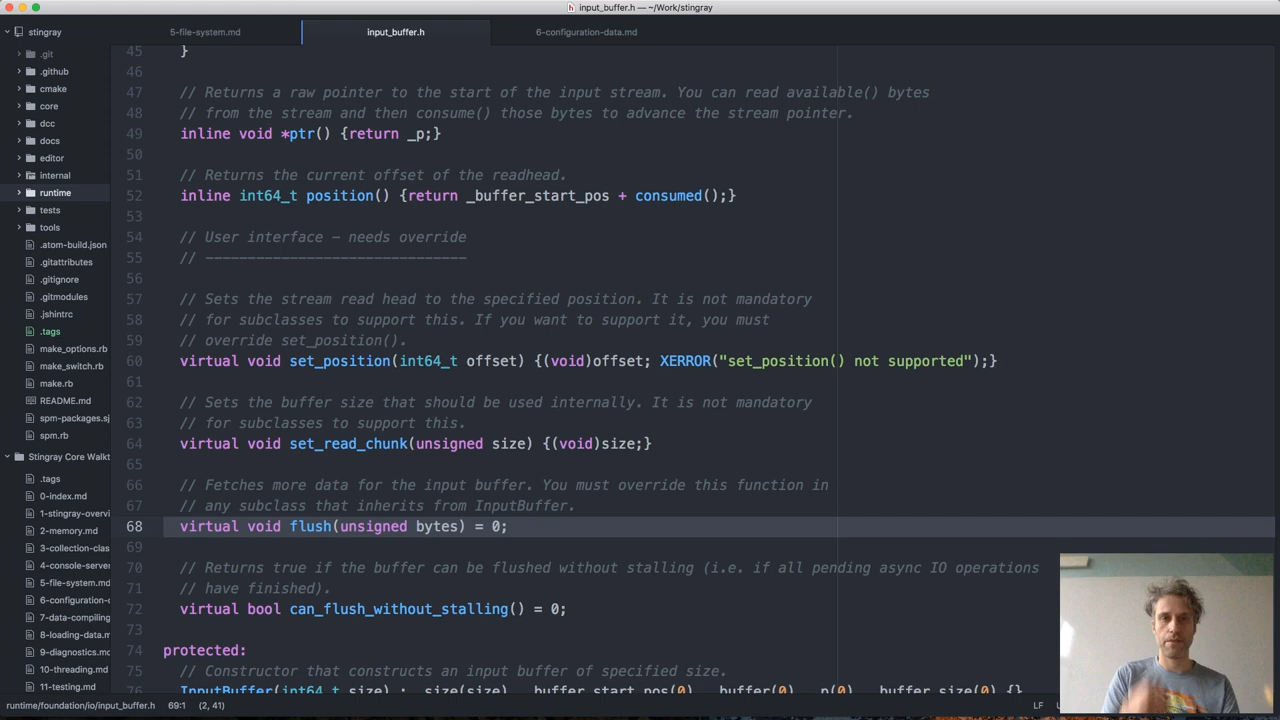 input_buffer.h — ~/Work/stingray
stingray
5-file-system.md
input_buffer.h
6-configuration-data.md
.git
.github
cmake
core
dcc
docs
editor
internal
runtime
tests
tools
.atom-build.json
.gitattributes
.gitignore
.gitmodules
.jshintrc
.tags
make_options.rb
make_switch.rb
make.rb
README.md
spm-packages.sj
spm.rb
Stingray Core Walkt
.tags
0-index.md
1-stingray-overvi
2-memory.md
3-collection-clas
4-console-server
5-file-system.md
6-configuration-c
7-data-compiling
8-loading-data.m
9-diagnostics.md
10-threading.md
11-testing.md
45 }
46
47 // Returns a raw pointer to the start of the input stream. You can read available() bytes
48 // from the stream and then consume() those bytes to advance the stream pointer.
49 inline void *ptr() {return _p;}
50
51 // Returns the current offset of the readhead.
52 inline int64_t position() {return _buffer_start_pos + consumed();}
53
54 // User interface - needs override
55 // -------------------------------
56
57 // Sets the stream read head to the specified position. It is not mandatory
58 // for subclasses to support this. If you want to support it, you must
59 // override set_position().
60 virtual void set_position(int64_t offset) {(void)offset; XERROR("set_position() not supported");}
61
62 // Sets the buffer size that should be used internally. It is not mandatory
63 // for subclasses to support this.
64 virtual void set_read_chunk(unsigned size) {(void)size;}
65
66 // Fetches more data for the input buffer. You must override this function in
67 // any subclass that inherits from InputBuffer.
68 virtual void flush(unsigned bytes) = 0;
69
70 // Returns true if the buffer can be flushed without stalling (i.e. if all pending async IO operations
71 // have finished).
72 virtual bool can_flush_without_stalling() = 0;
73
74 protected:
75 // Constructor that constructs an input buffer of specified size.
76 InputBuffer(int64_t size) : _size(size), _buffer_start_pos(0), _buffer(0), _p(0), _buffer_size(0) {}
runtime/foundation/io/input_buffer.h 69:1 (2, 41)
LF